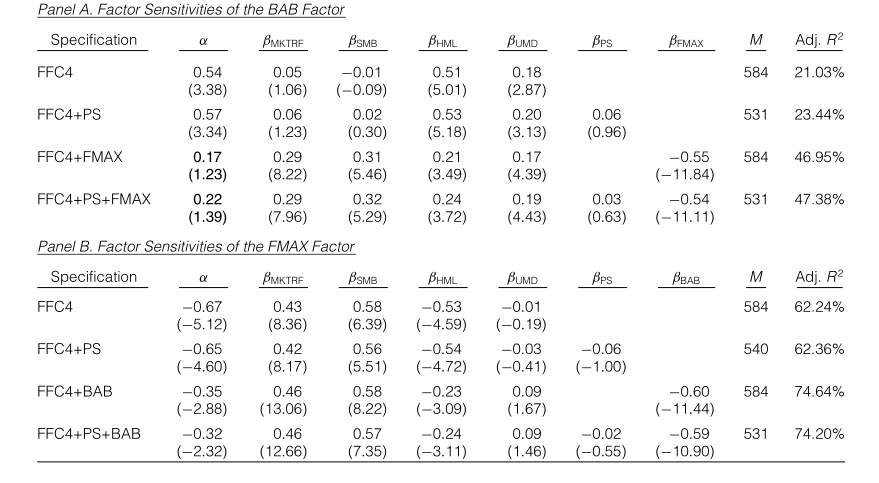 Panel A. Factor Sensitivities of the BAB Factor
Specification α βMKTRF βSMB βHML βUMD βPS βFMAX M Adj. R²
FFC4 0.54 0.05 −0.01 0.51 0.18 584 21.03%
(3.38) (1.06) (−0.09) (5.01) (2.87)
FFC4+PS 0.57 0.06 0.02 0.53 0.20 0.06 531 23.44%
(3.34) (1.23) (0.30) (5.18) (3.13) (0.96)
FFC4+FMAX 0.17 0.29 0.31 0.21 0.17 −0.55 584 46.95%
(1.23) (8.22) (5.46) (3.49) (4.39) (−11.84)
FFC4+PS+FMAX 0.22 0.29 0.32 0.24 0.19 0.03 −0.54 531 47.38%
(1.39) (7.96) (5.29) (3.72) (4.43) (0.63) (−11.11)
Panel B. Factor Sensitivities of the FMAX Factor
Specification α βMKTRF βSMB βHML βUMD βPS βBAB M Adj. R²
FFC4 −0.67 0.43 0.58 −0.53 −0.01 584 62.24%
(−5.12) (8.36) (6.39) (−4.59) (−0.19)
FFC4+PS −0.65 0.42 0.56 −0.54 −0.03 −0.06 540 62.36%
(−4.60) (8.17) (5.51) (−4.72) (−0.41) (−1.00)
FFC4+BAB −0.35 0.46 0.58 −0.23 0.09 −0.60 584 74.64%
(−2.88) (13.06) (8.22) (−3.09) (1.67) (−11.44)
FFC4+PS+BAB −0.32 0.46 0.57 −0.24 0.09 −0.02 −0.59 531 74.20%
(−2.32) (12.66) (7.35) (−3.11) (1.46) (−0.55) (−10.90)